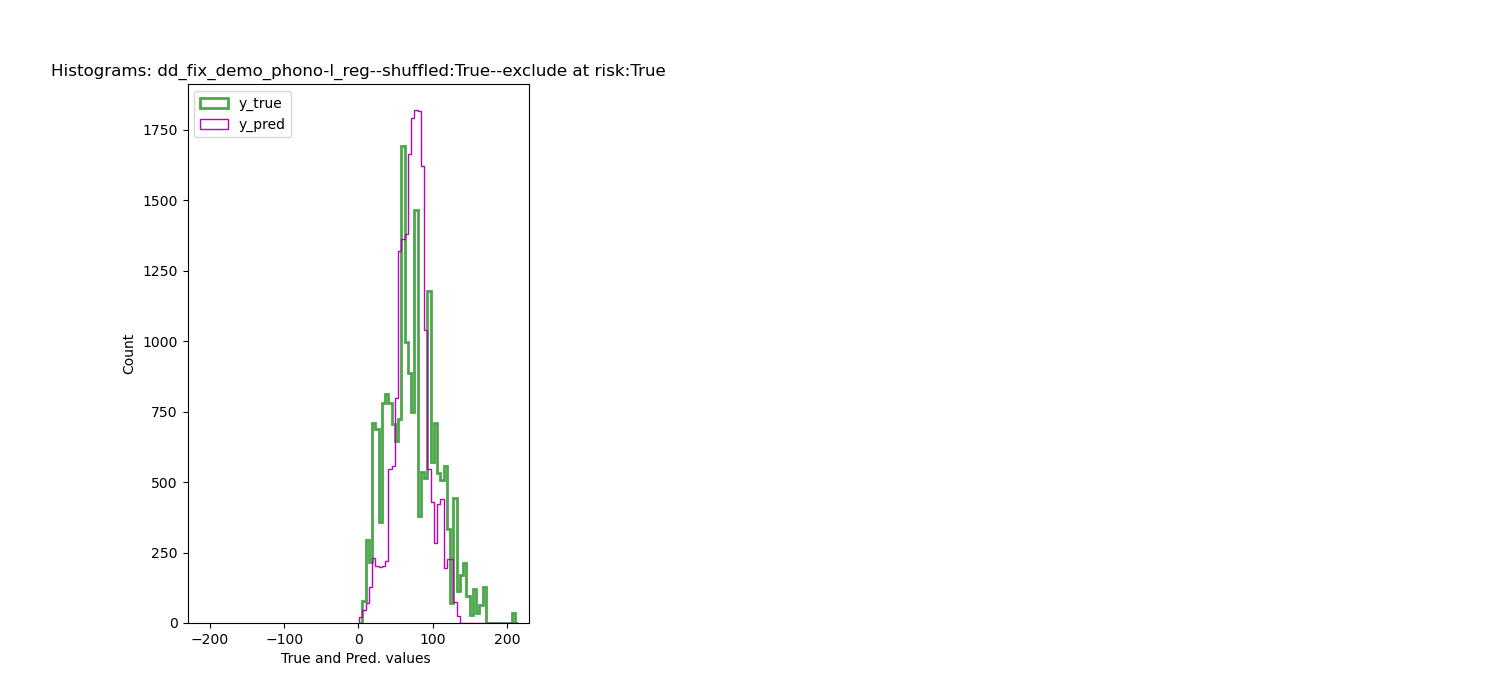 Histograms: dd_fix_demo_phono-l_reg--shuffled:True--exclude at risk:True
y_true
y_pred
1750
1500
1250
1000
750
500
250
0
Count
−200
−100
0
100
200
True and Pred. values